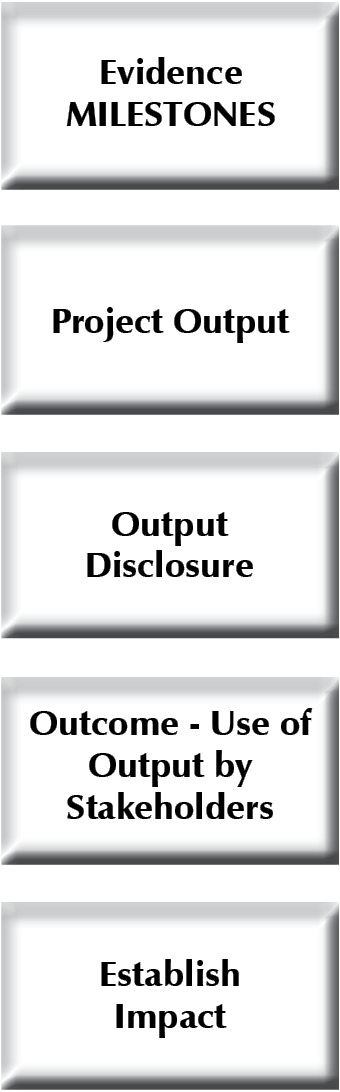 Evidence
MILESTONES
Project Output
Output
Disclosure
Outcome - Use of
Output by
Stakeholders
Establish
Impact